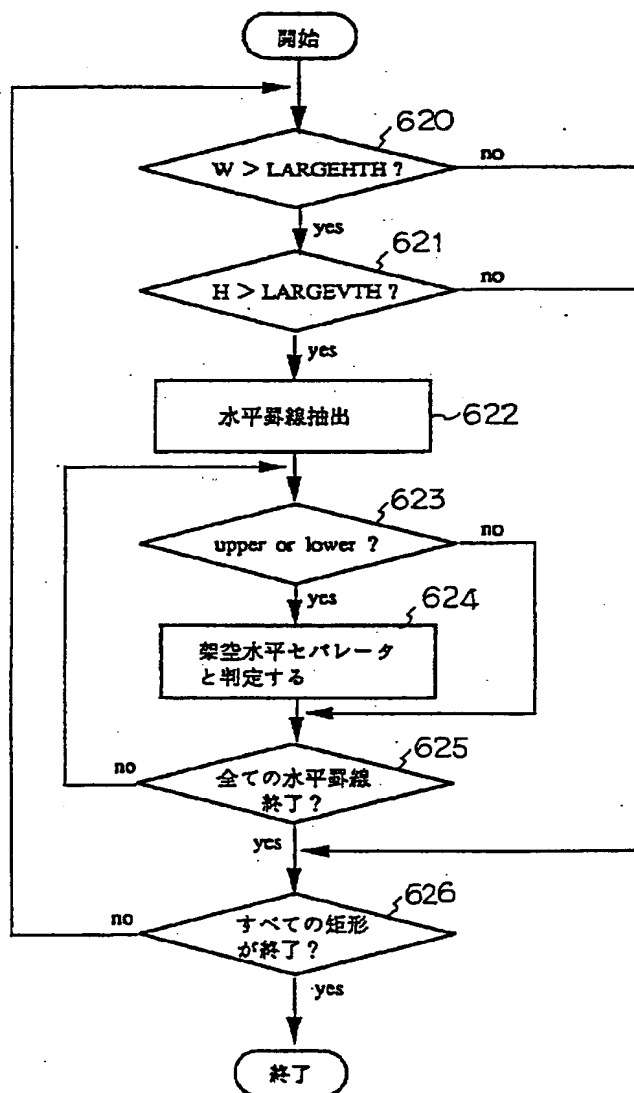 開始
620
W > LARGEHTH ?
no
yes
621
H > LARGEVTH ?
no
yes
水平罫線抽出
622
623
upper or lower ?
no
yes
624
架空水平セパレータ
と判定する
625
全ての水平罫線
終了？
no
yes
626
すべての矩形
が終了？
no
yes
終了